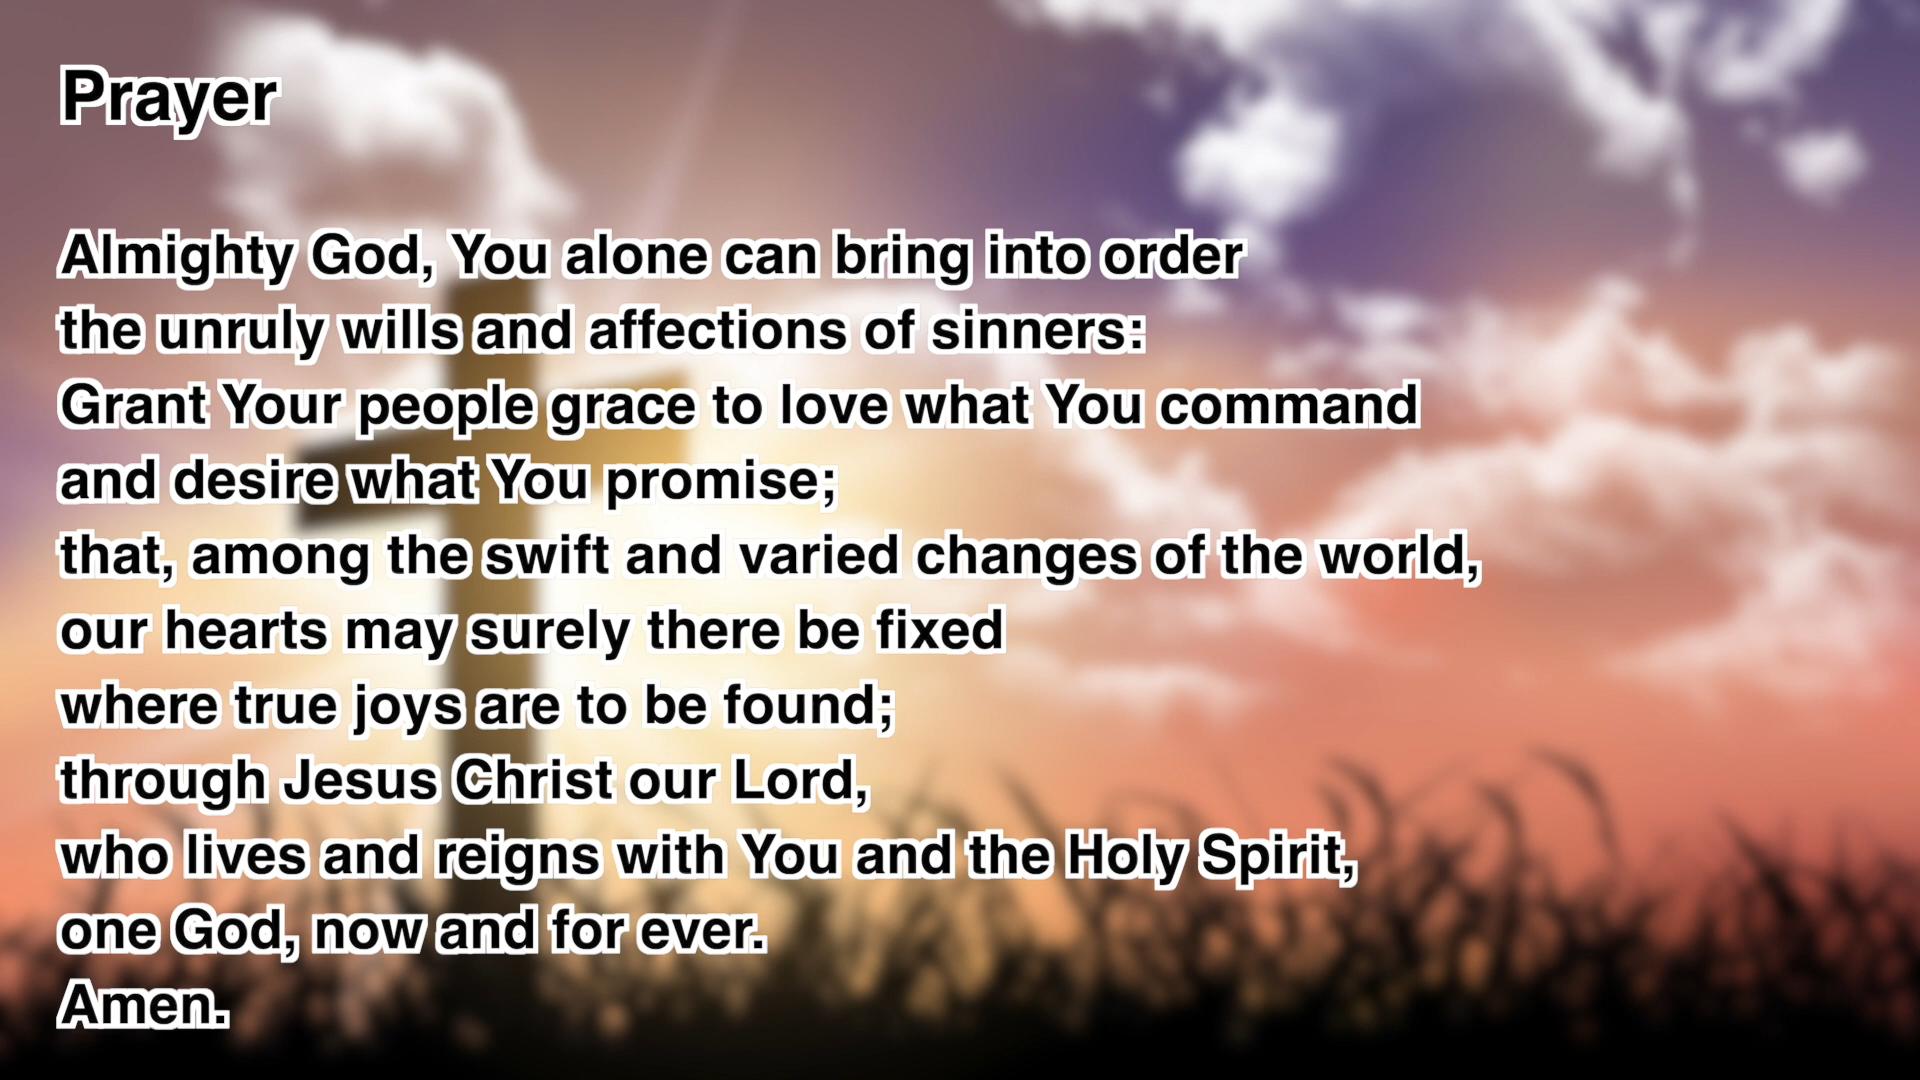 Prayer
Almighty God, You alone can bring into order
the unruly wills and affections of sinners:
Grant Your people grace to love what You command
and desire what You promise;
that, among the swift and varied changes of the world,
our hearts may surely there be fixed
where true joys are to be found;
through Jesus Christ our Lord,
who lives and reigns with You and the Holy Spirit,
one God, now and for ever.
Amen.